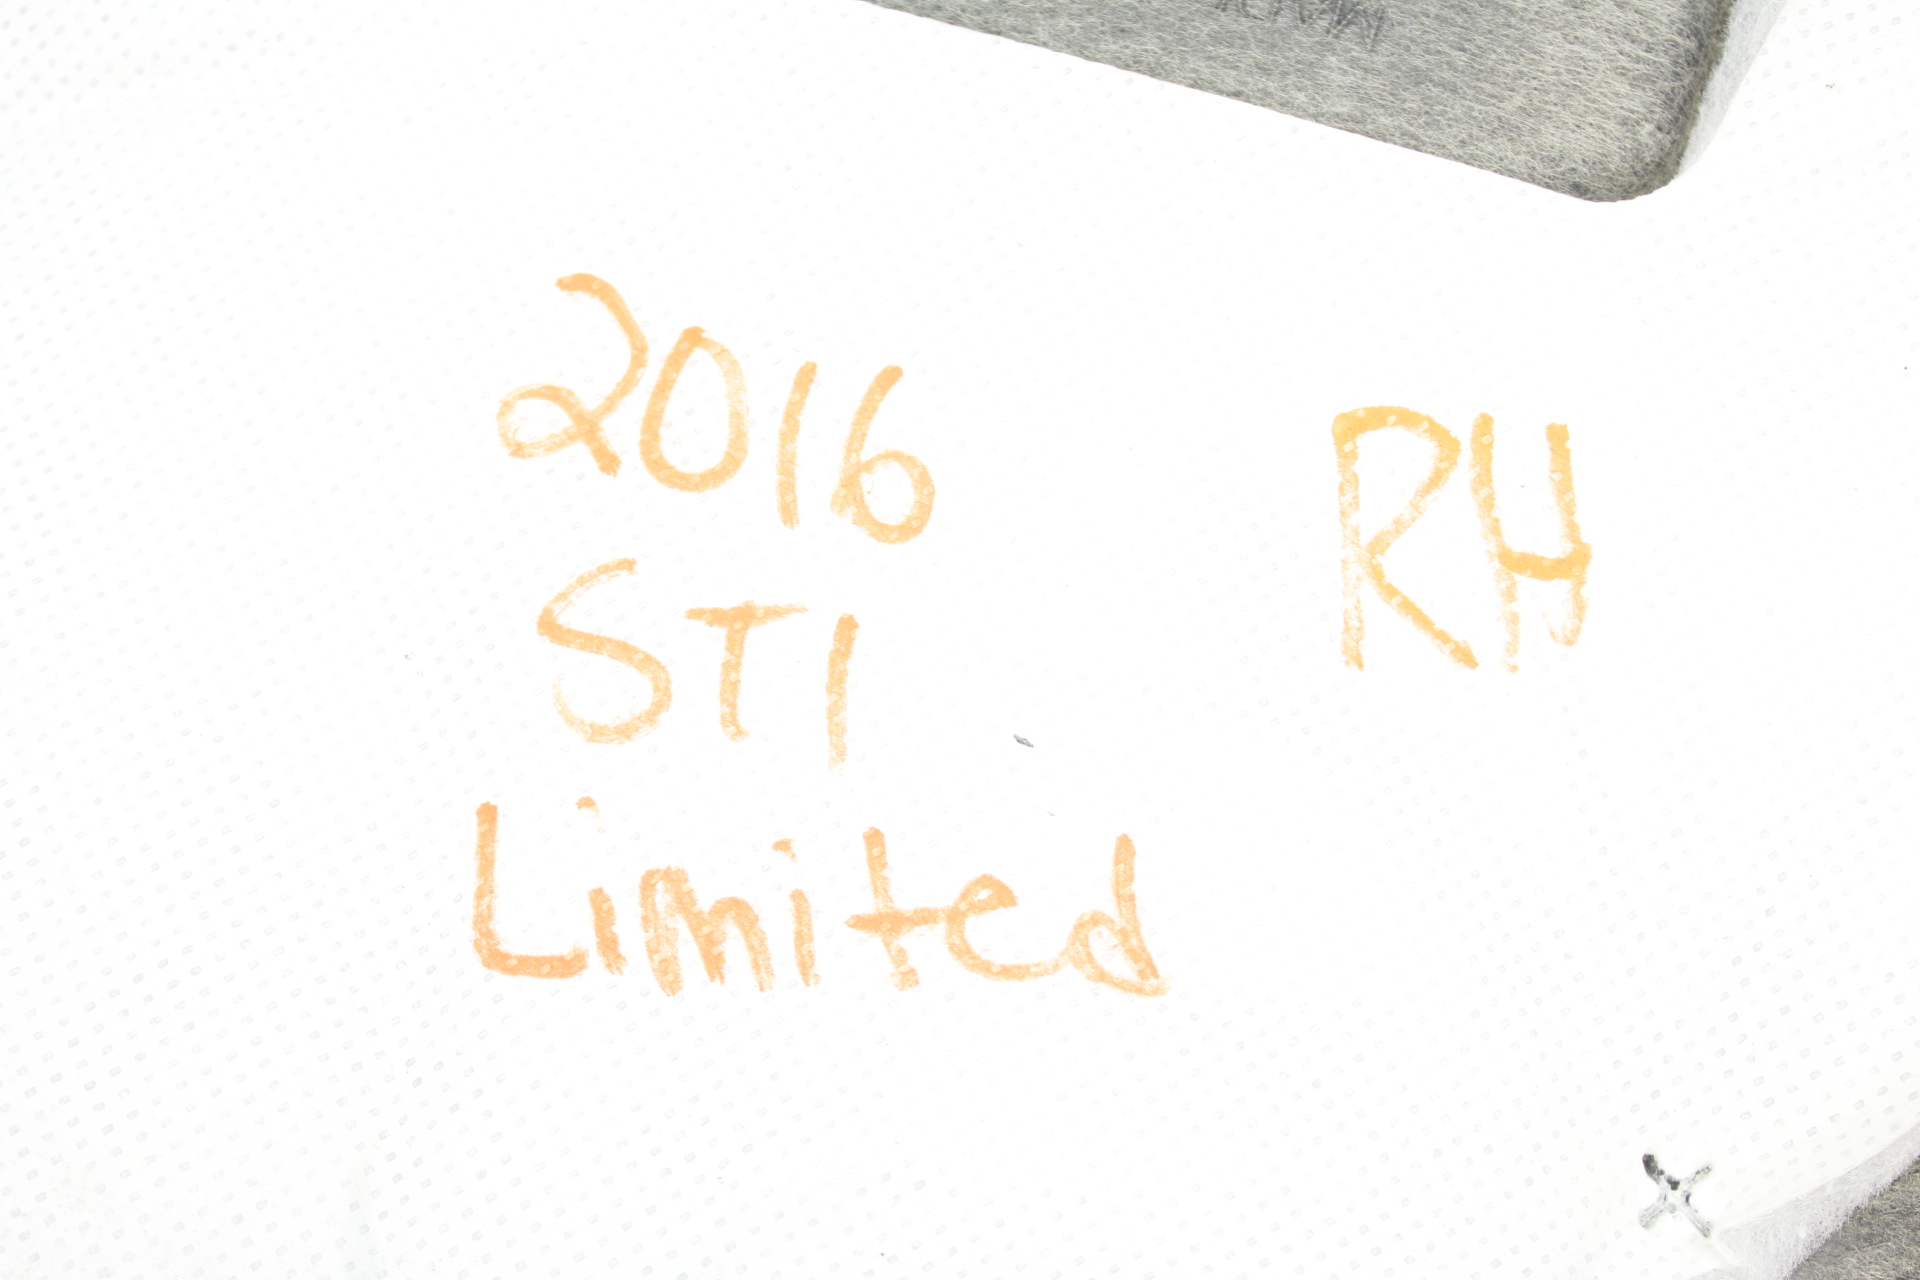 2016
STI
Limited
RH